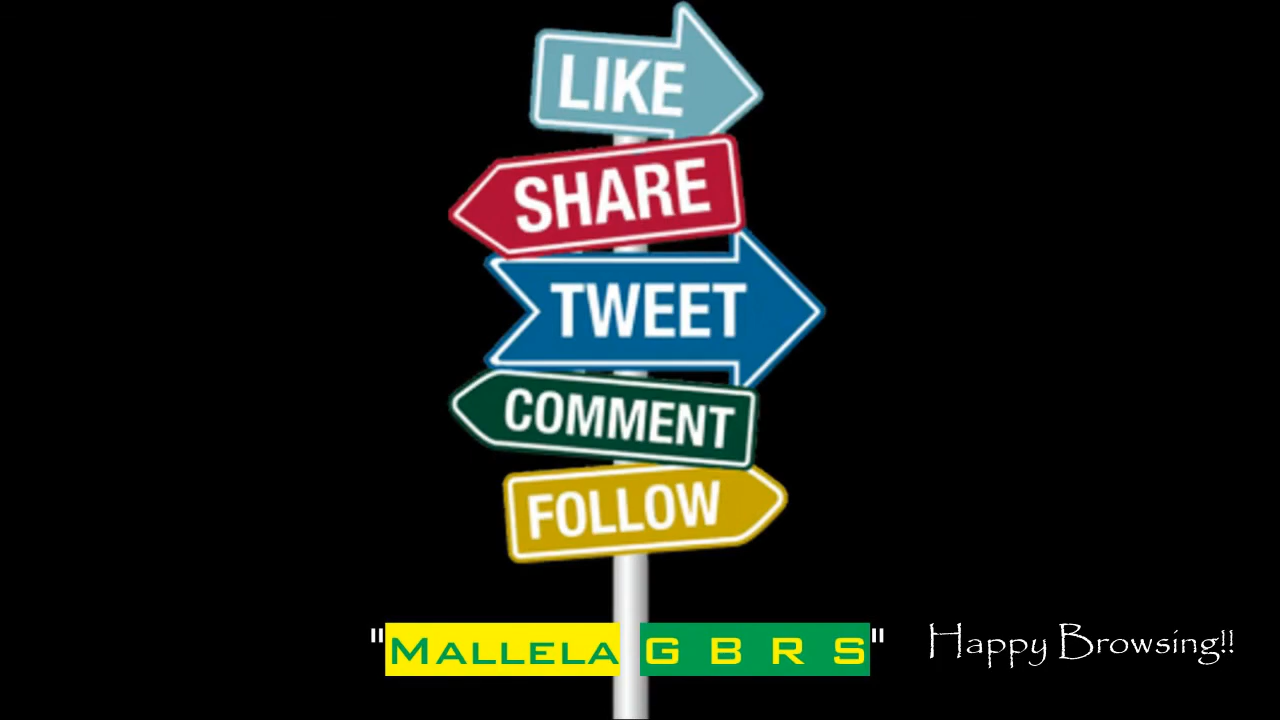 LIKE
SHARE
TWEET
COMMENT
FOLLOW
"MALLELA G B R S" Happy Browsing!!